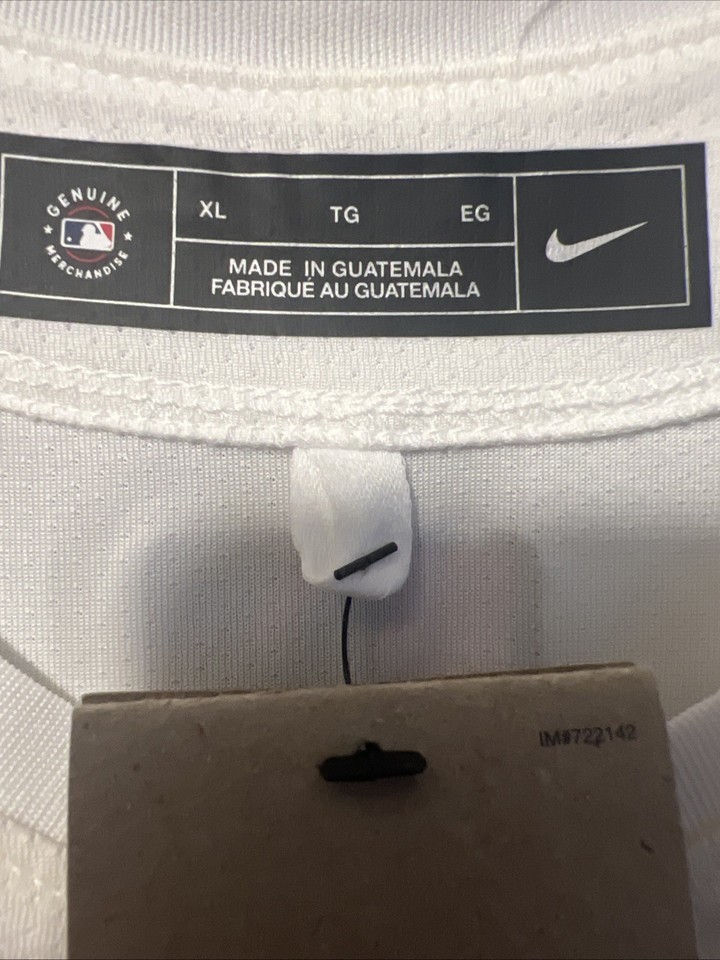 GENUINE
MERCHANDISE
XL TG EG
MADE IN GUATEMALA
FABRIQUÉ AU GUATEMALA
IM#722142